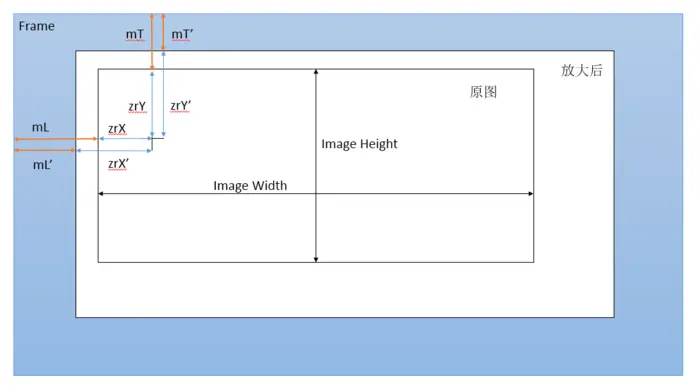 Frame
mT
mT’
放大后
原图
zrY
zrY’
zrX
mL
mL’
zrX’
Image Height
Image Width